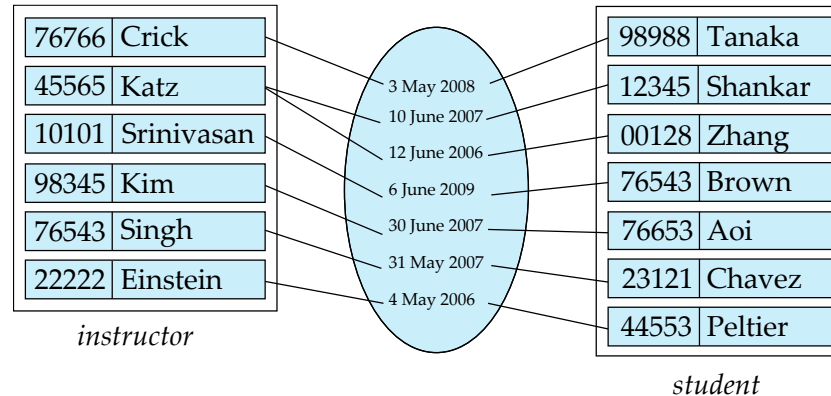 76766 Crick
45565 Katz
10101 Srinivasan
98345 Kim
76543 Singh
22222 Einstein
instructor
3 May 2008
10 June 2007
12 June 2006
6 June 2009
30 June 2007
31 May 2007
4 May 2006
98988 Tanaka
12345 Shankar
00128 Zhang
76543 Brown
76653 Aoi
23121 Chavez
44553 Peltier
student